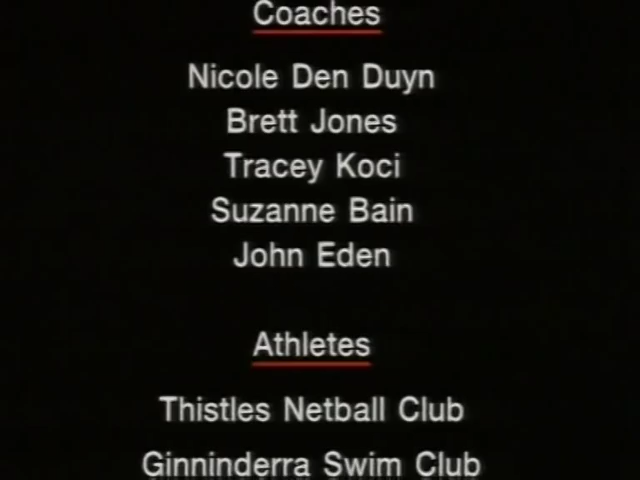 Coaches
Nicole Den Duyn
Brett Jones
Tracey Koci
Suzanne Bain
John Eden
Athletes
Thistles Netball Club
Ginninderra Swim Club